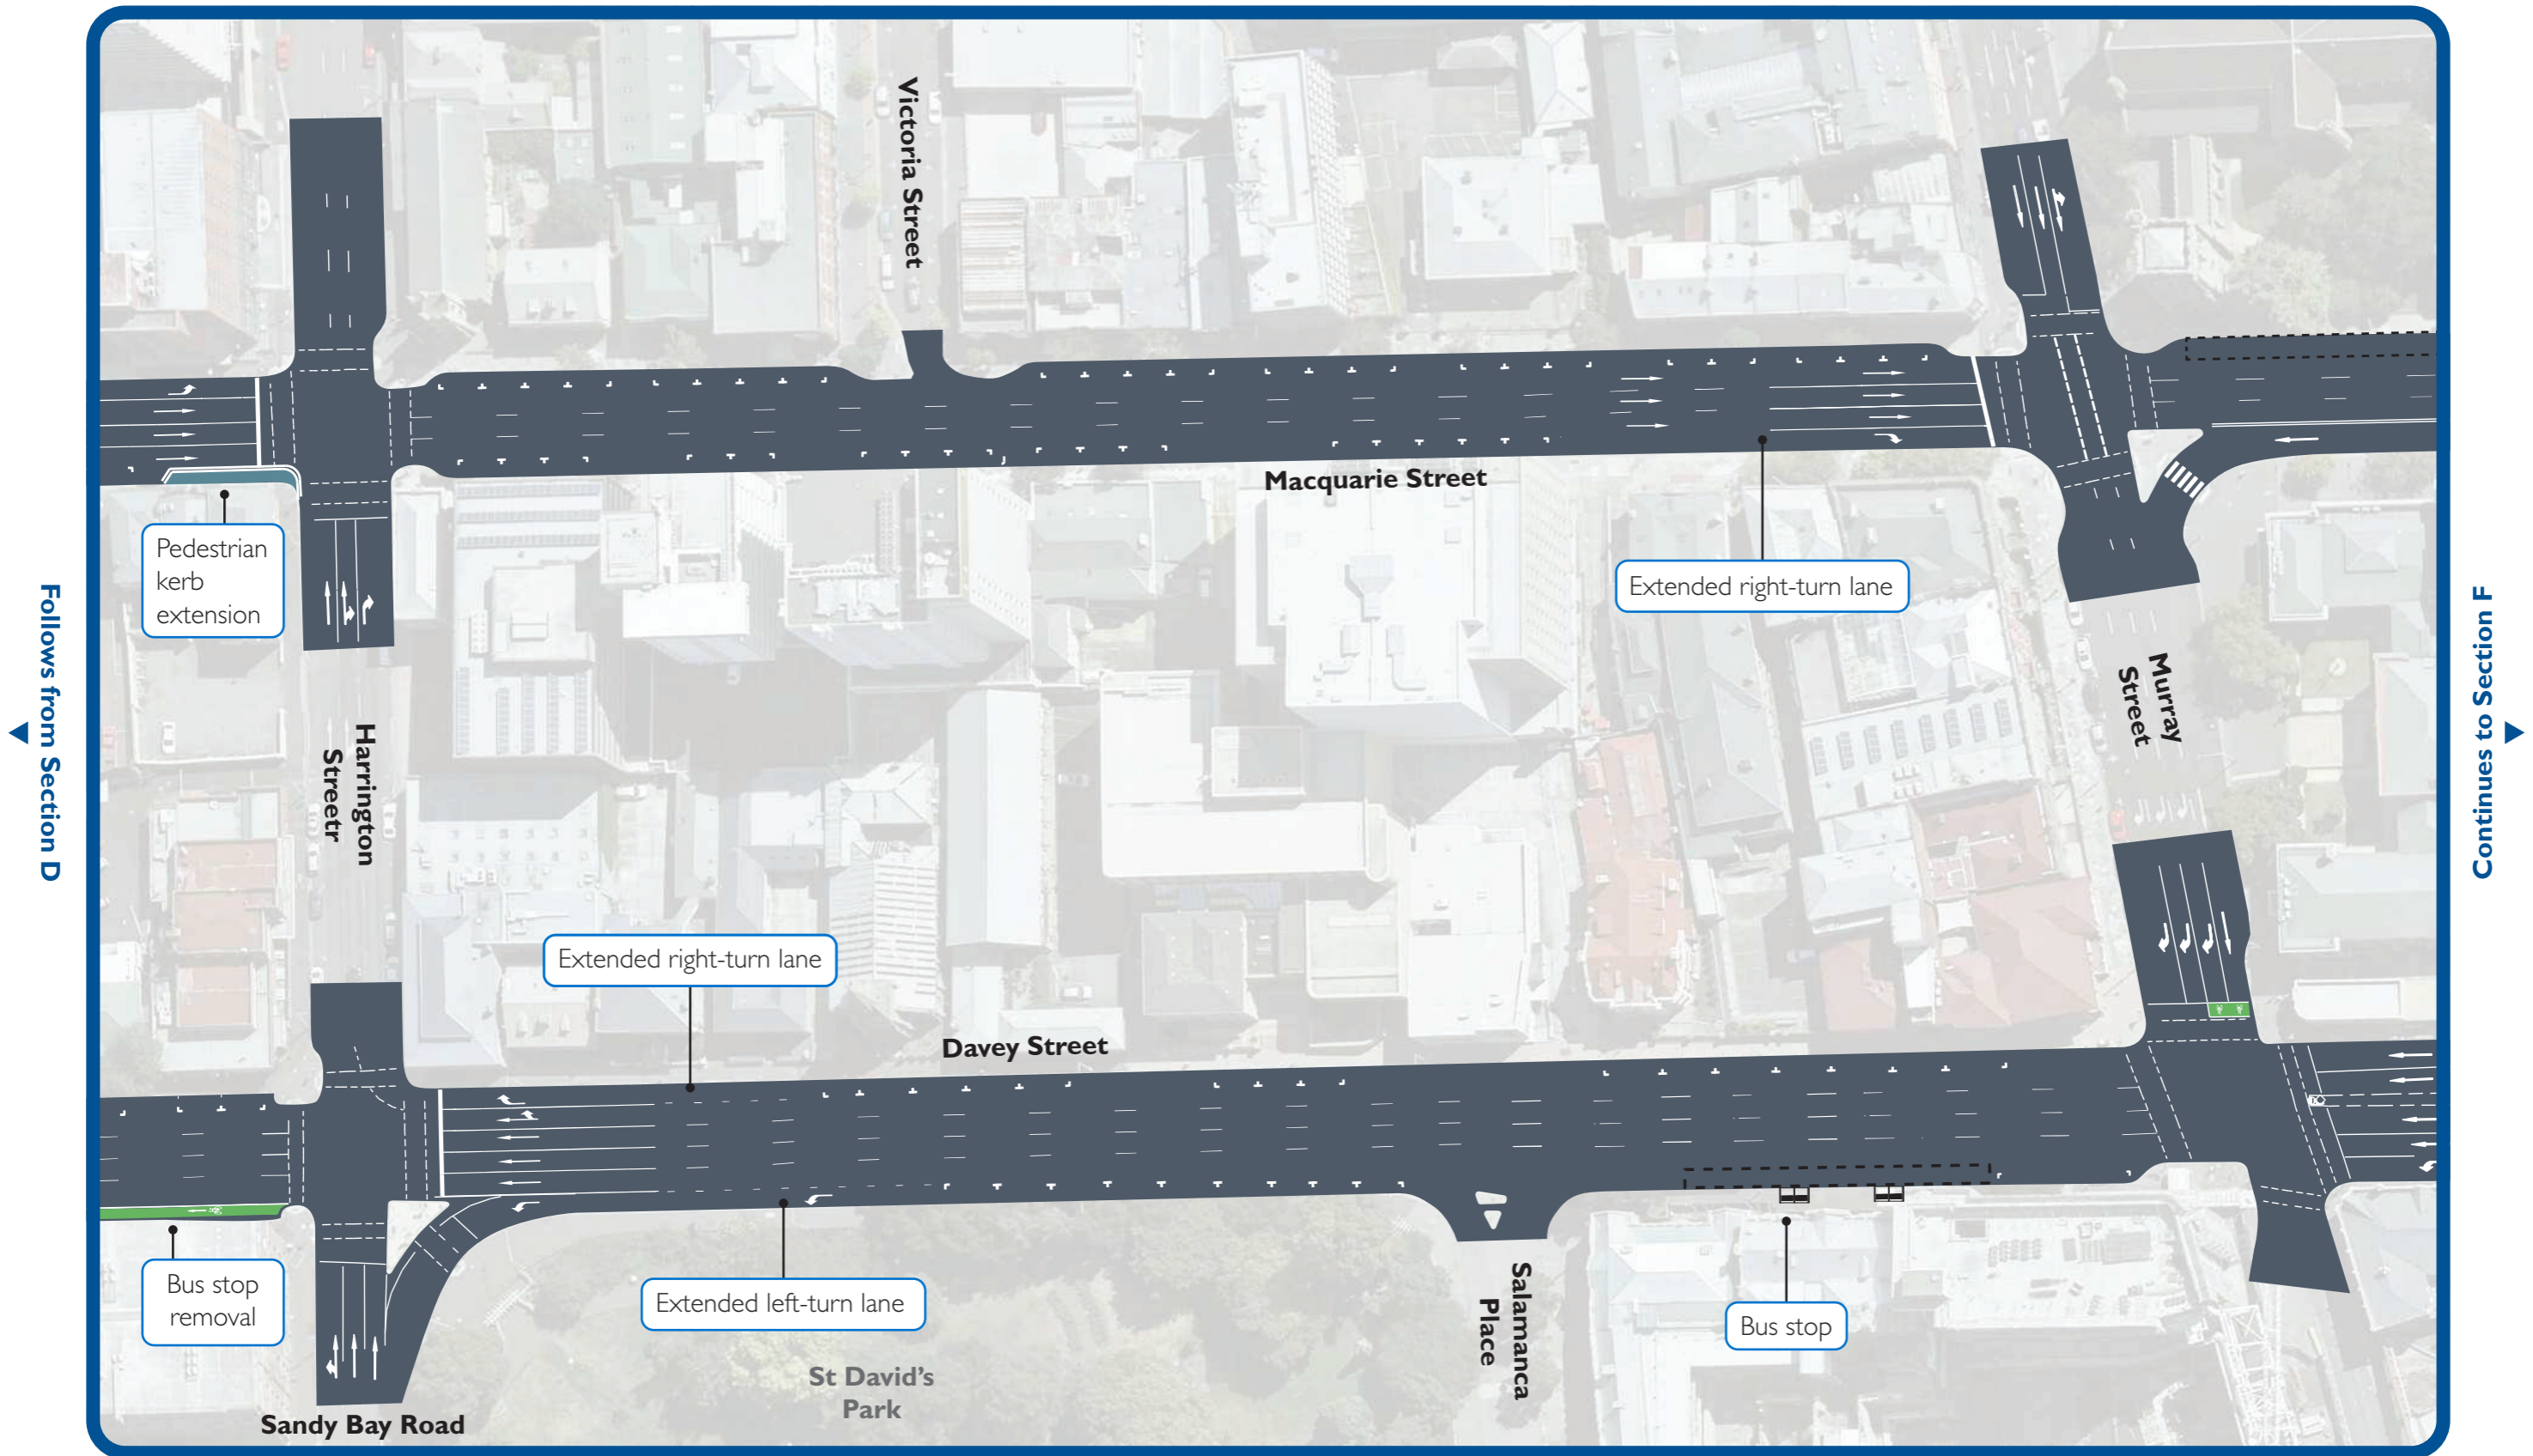 Victoria Street
Macquarie Street
Pedestrian
kerb
extension
Extended right-turn lane
Follows from Section D
Continues to Section F
Murray
Street
Harrington
Streetr
Extended right-turn lane
Davey Street
Bus stop
removal
Extended left-turn lane
Salamanca
Place
Bus stop
St David's
Park
Sandy Bay Road